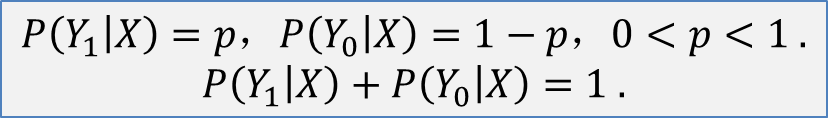 P(Y₁|X) = p，P(Y₀|X) = 1 − p，0 < p < 1 .
P(Y₁|X) + P(Y₀|X) = 1 .